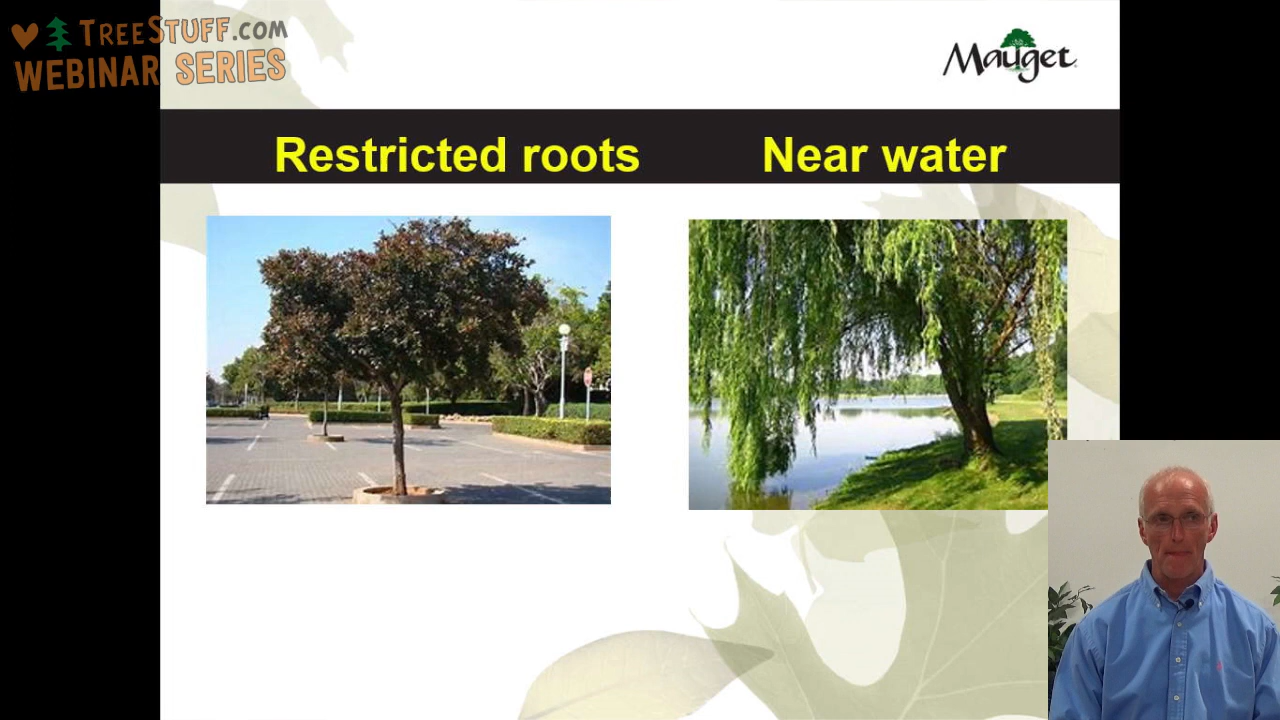 TREESTUFF.COM
WEBINAR SERIES
Mauget
Restricted roots
Near water